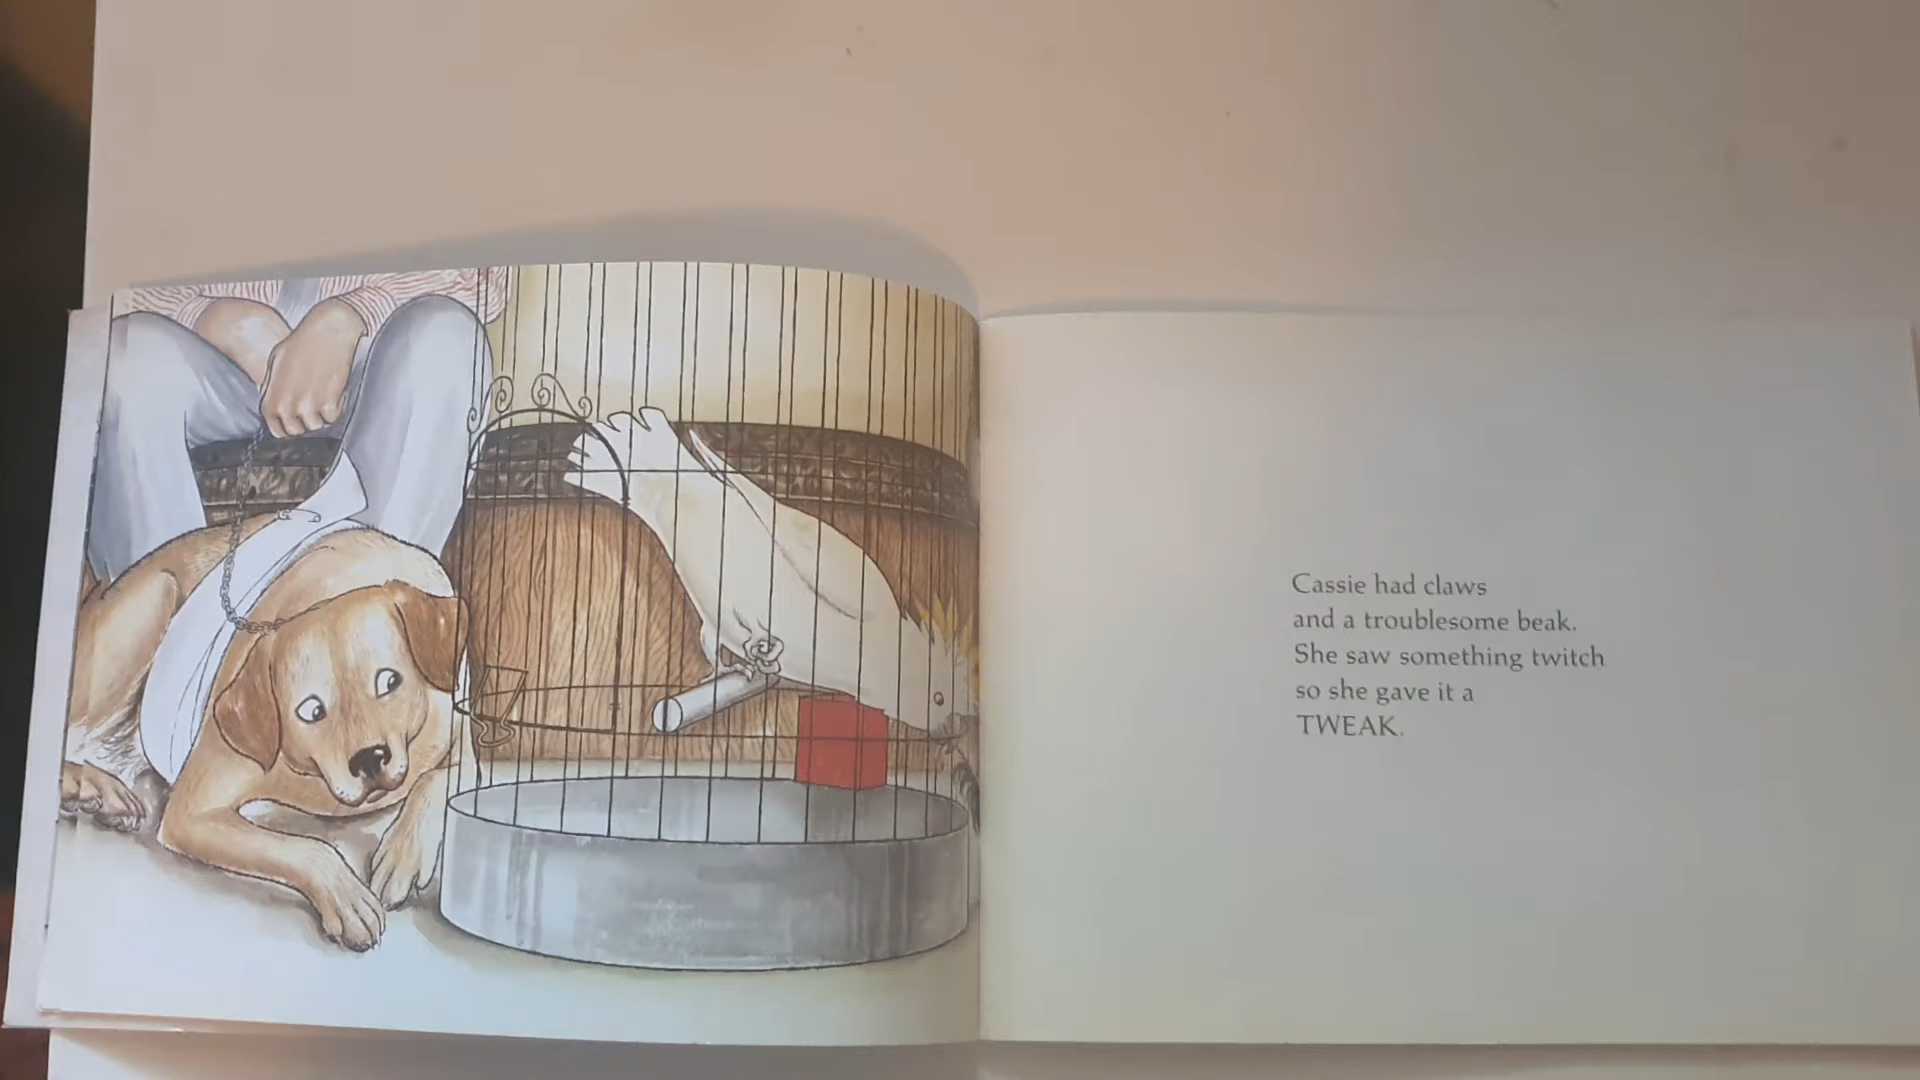 Cassie had claws
and a troublesome beak.
She saw something twitch
so she gave it a
TWEAK.